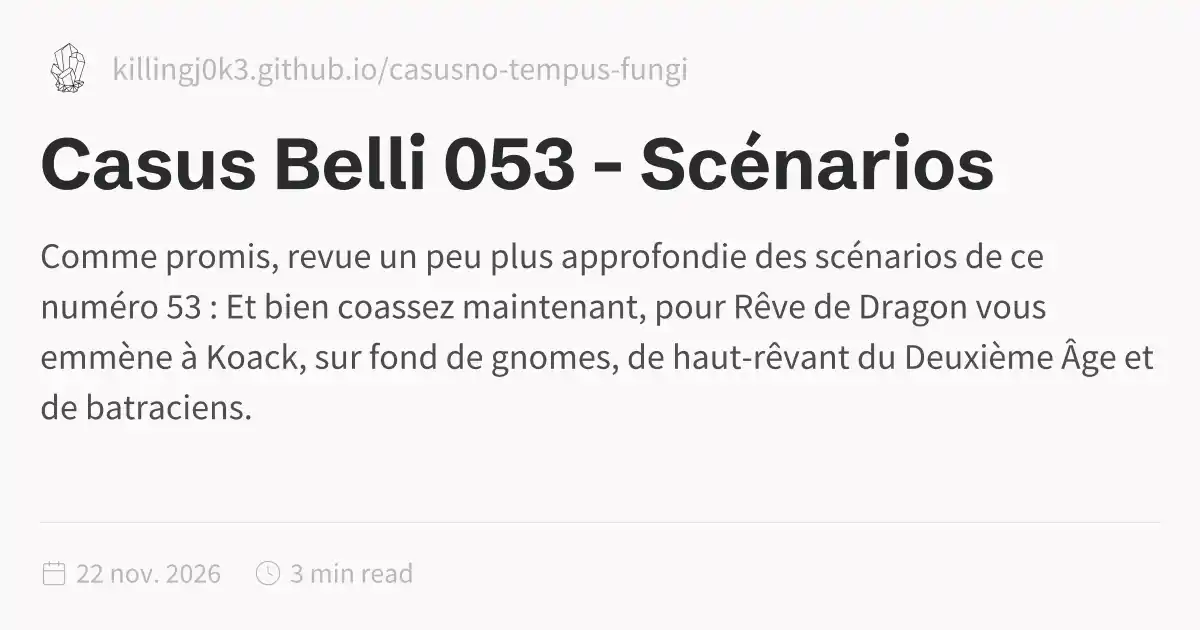 killingj0k3.github.io/casusno-tempus-fungi
Casus Belli 053 - Scénarios
Comme promis, revue un peu plus approfondie des scénarios de ce
numéro 53 : Et bien coassez maintenant, pour Rêve de Dragon vous
emmène à Koack, sur fond de gnomes, de haut-rêvant du Deuxième Âge et
de batraciens.
22 nov. 2026
3 min read